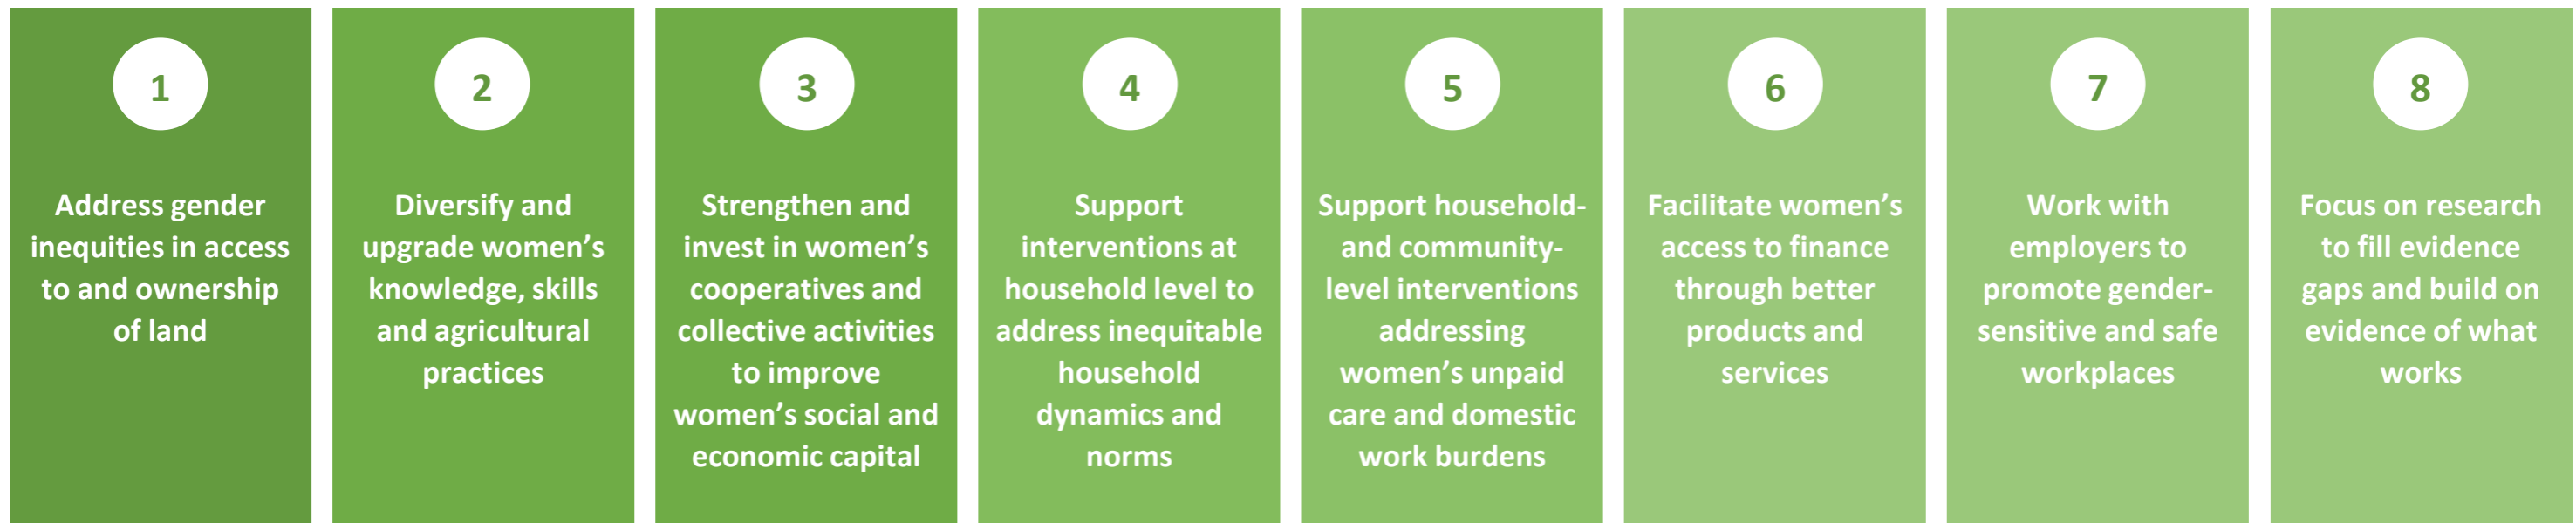 1
Address gender
inequities in access
to and ownership
of land
2
Diversify and
upgrade women’s
knowledge, skills
and agricultural
practices
3
Strengthen and
invest in women’s
cooperatives and
collective activities
to improve
women’s social and
economic capital
4
Support
interventions at
household level to
address inequitable
household
dynamics and
norms
5
Support household-
and community-
level interventions
addressing
women’s unpaid
care and domestic
work burdens
6
Facilitate women’s
access to finance
through better
products and
services
7
Work with
employers to
promote gender-
sensitive and safe
workplaces
8
Focus on research
to fill evidence
gaps and build on
evidence of what
works